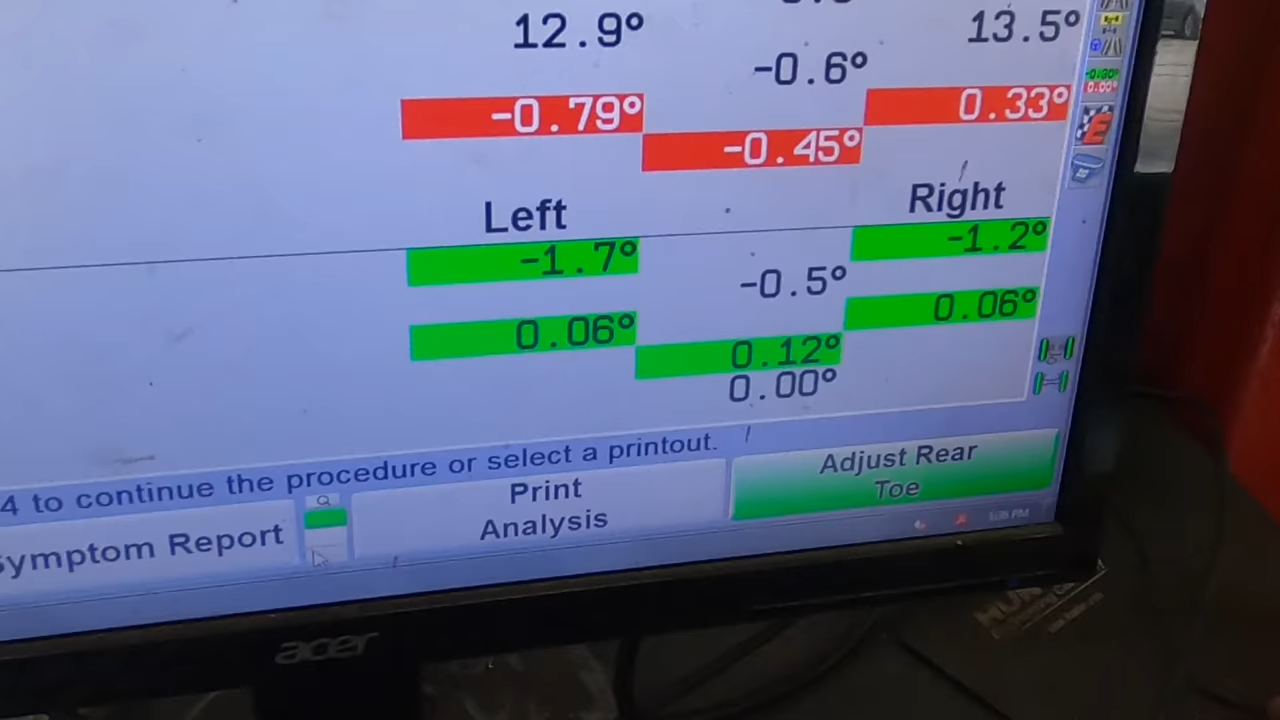 12.9° 13.5°
-0.6°
-0.79° 0.33°
-0.45°
Left Right
-1.7° -1.2°
-0.5°
0.06° 0.06°
0.12°
0.00°
4 to continue the procedure or select a printout.
Symptom Report
Print
Analysis
Adjust Rear
Toe
acer